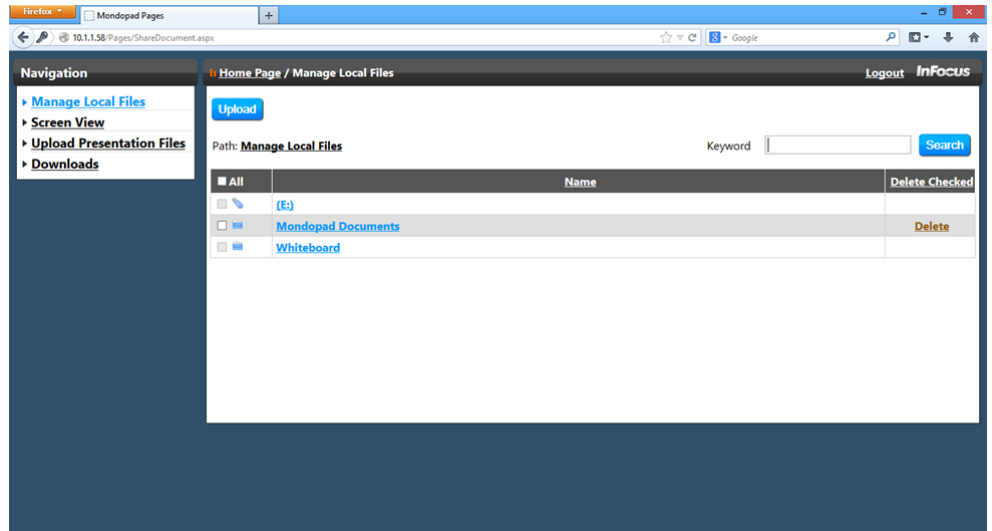 Firefox
Mondopad Pages
10.1.1.58/Pages/ShareDocument.aspx
Google
Navigation
Home Page / Manage Local Files
Logout InFocus
Manage Local Files
Screen View
Upload Presentation Files
Downloads
Upload
Path: Manage Local Files
Keyword
Search
All Name Delete Checked
(E:)
Mondopad Documents Delete
Whiteboard